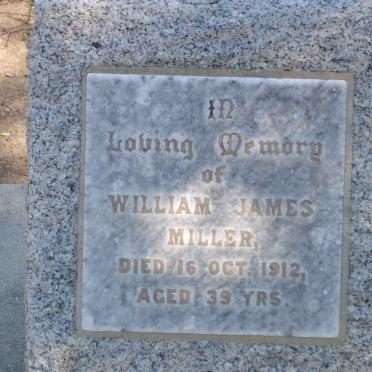 In
Loving Memory
of
WILLIAM JAMES
MILLER,
DIED 16 OCT. 1912,
AGED 39 YRS.